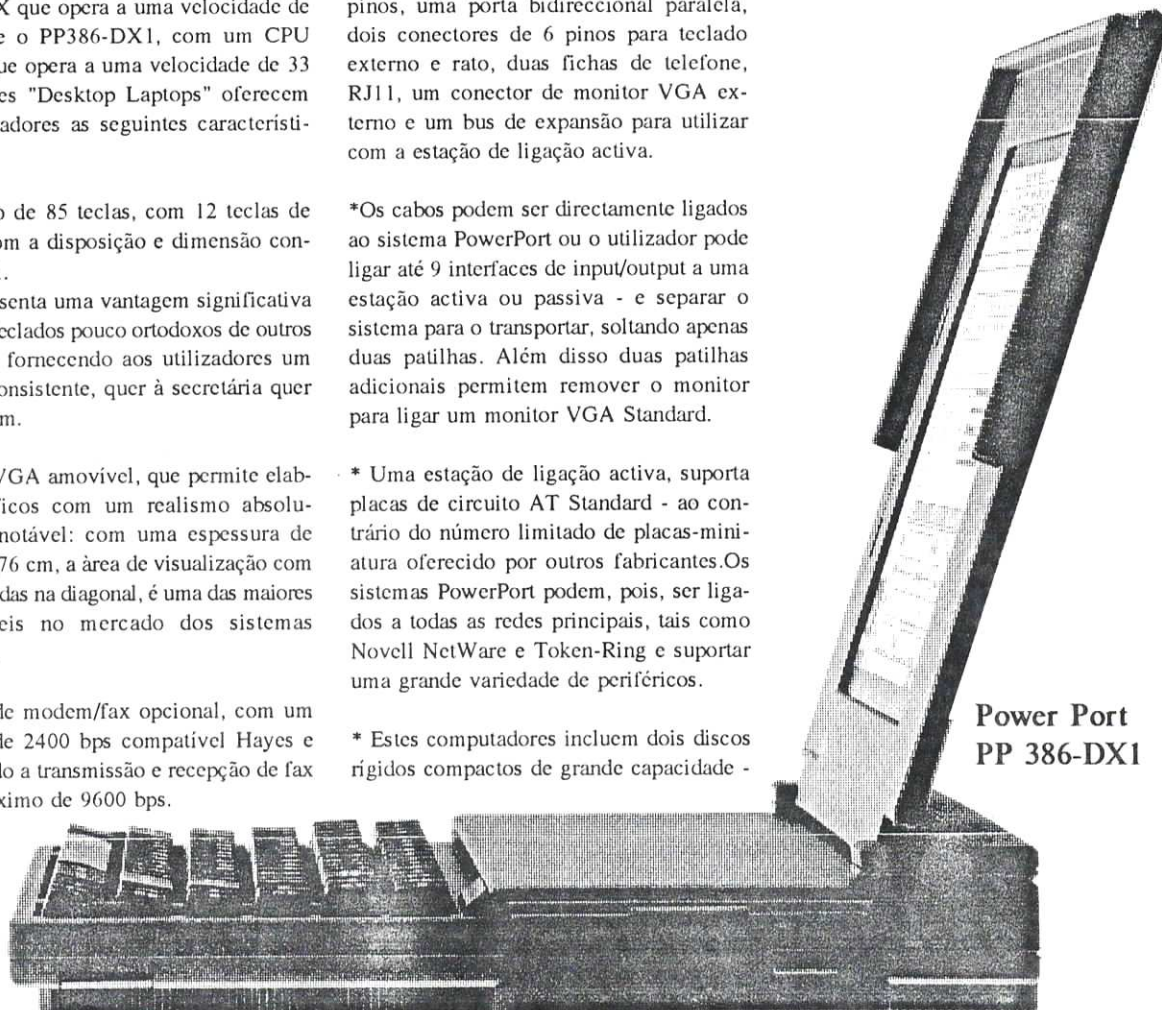 X que opera a uma velocidade de
e o PP386-DX1, com um CPU
ue opera a uma velocidade de 33
es "Desktop Laptops" oferecem
adores as seguintes característi-
o de 85 teclas, com 12 teclas de
om a disposição e dimensão con-
.
senta uma vantagem significativa
eclados pouco ortodoxos de outros
fornecendo aos utilizadores um
onsistente, quer à secretária quer
m.
VGA amovível, que permite elab-
icos com um realismo absolu-
notável: com uma espessura de
76 cm, a àrea de visualização com
das na diagonal, é uma das maiores
eis no mercado dos sistemas
de modem/fax opcional, com um
de 2400 bps compatível Hayes e
do a transmissão e recepção de fax
ximo de 9600 bps.
pinos, uma porta bidireccional paralela,
dois conectores de 6 pinos para teclado
externo e rato, duas fichas de telefone,
RJ11, um conector de monitor VGA ex-
terno e um bus de expansão para utilizar
com a estação de ligação activa.
*Os cabos podem ser directamente ligados
ao sistema PowerPort ou o utilizador pode
ligar até 9 interfaces de input/output a uma
estação activa ou passiva - e separar o
sistema para o transportar, soltando apenas
duas patilhas. Além disso duas patilhas
adicionais permitem remover o monitor
para ligar um monitor VGA Standard.
* Uma estação de ligação activa, suporta
placas de circuito AT Standard - ao con-
trário do número limitado de placas-mini-
atura oferecido por outros fabricantes.Os
sistemas PowerPort podem, pois, ser liga-
dos a todas as redes principais, tais como
Novell NetWare e Token-Ring e suportar
uma grande variedade de periféricos.
* Estes computadores incluem dois discos
rígidos compactos de grande capacidade -
Power Port
PP 386-DX1